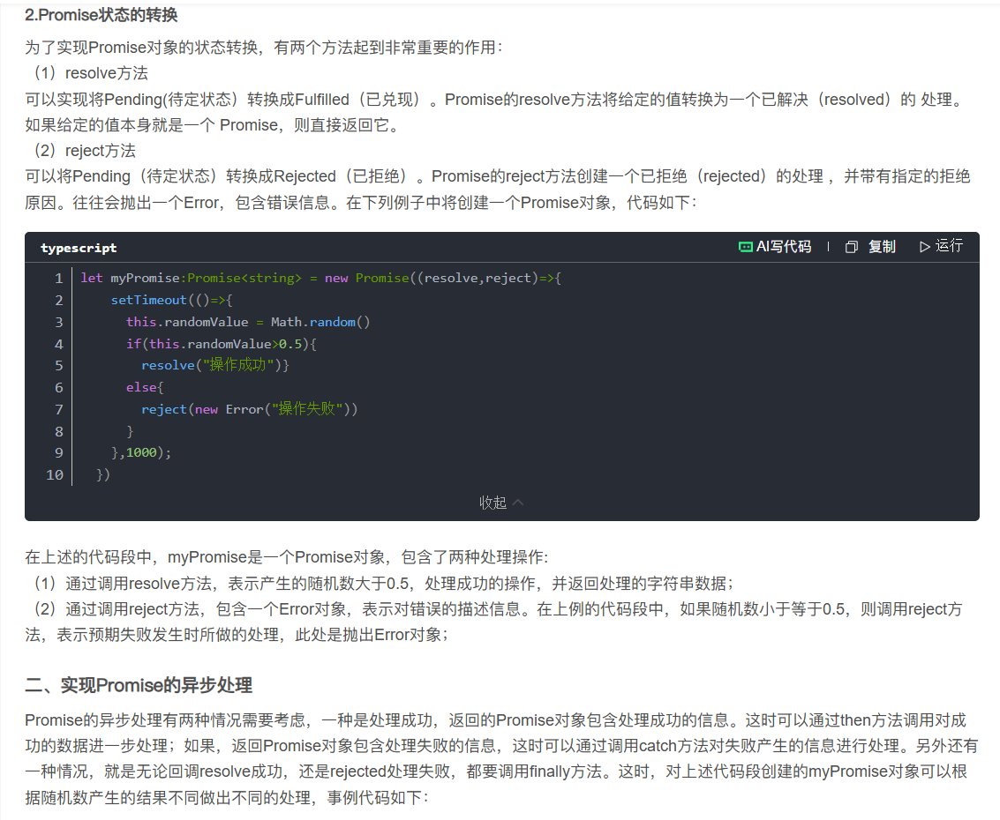 2.Promise状态的转换
为了实现Promise对象的状态转换，有两个方法起到非常重要的作用：
（1）resolve方法
可以实现将Pending(待定状态）转换成Fulfilled（已兑现）。Promise的resolve方法将给定的值转换为一个已解决（resolved）的 处理。
如果给定的值本身就是一个 Promise，则直接返回它。
（2）reject方法
可以将Pending（待定状态）转换成Rejected（已拒绝）。Promise的reject方法创建一个已拒绝（rejected）的处理 ，并带有指定的拒绝
原因。往往会抛出一个Error，包含错误信息。在下列例子中将创建一个Promise对象，代码如下：
typescript AI写代码 复制 运行
1 let myPromise:Promise<string> = new Promise((resolve,reject)=>{
2 setTimeout(()=>{
3 this.randomValue = Math.random()
4 if(this.randomValue>0.5){
5 resolve("操作成功")}
6 else{
7 reject(new Error("操作失败"))
8 }
9 },1000);
10 })
收起
在上述的代码段中，myPromise是一个Promise对象，包含了两种处理操作:
（1）通过调用resolve方法，表示产生的随机数大于0.5，处理成功的操作，并返回处理的字符串数据；
（2）通过调用reject方法，包含一个Error对象，表示对错误的描述信息。在上例的代码段中，如果随机数小于等于0.5，则调用reject方
法，表示预期失败发生时所做的处理，此处是抛出Error对象；
二、实现Promise的异步处理
Promise的异步处理有两种情况需要考虑，一种是处理成功，返回的Promise对象包含处理成功的信息。这时可以通过then方法调用对成
功的数据进一步处理；如果，返回Promise对象包含处理失败的信息，这时可以通过调用catch方法对失败产生的信息进行处理。另外还有
一种情况，就是无论回调resolve成功，还是rejected处理失败，都要调用finally方法。这时，对上述代码段创建的myPromise对象可以根
据随机数产生的结果不同做出不同的处理，事例代码如下：